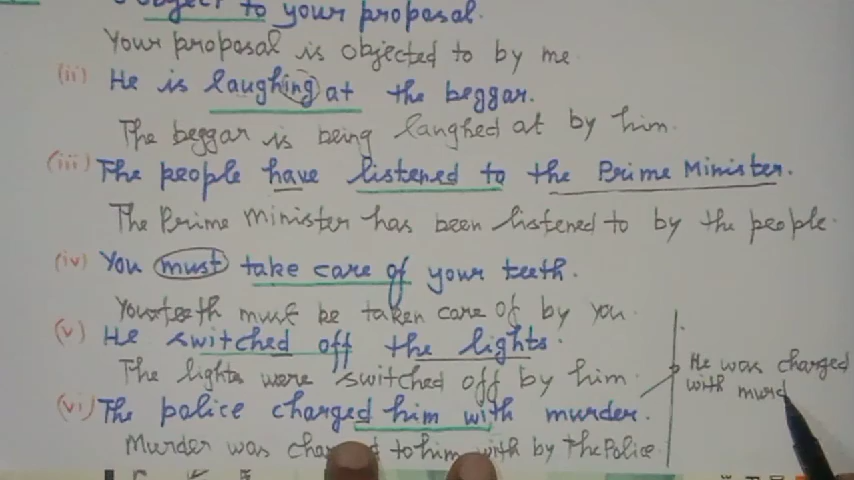 object to your proposal.
Your proposal is objected to by me
(ii) He is laughing at the beggar.
The beggar is being laughed at by him.
(iii) The people have listened to the Prime Minister.
The Prime minister has been listened to by the people.
(iv) You must take care of your teeth.
teeth must be taken care of by you.
(v) He switched off the lights.
The lights were switched off by him.
(vi) The police charged him with murder.
Murder was to him with by the Police.
He was charged
with murd